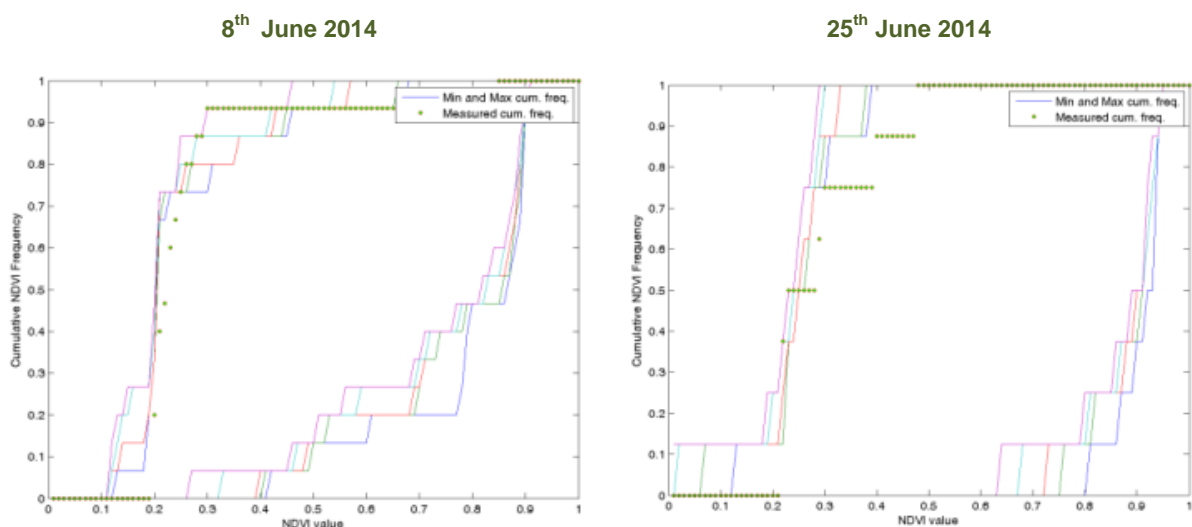 8th June 2014
25th June 2014
Cumulative NDVI Frequency
1
0.9
0.8
0.7
0.6
0.5
0.4
0.3
0.2
0.1
0
Min and Max cum. freq.
Measured cum. freq.
0 0.1 0.2 0.3 0.4 0.5 0.6 0.7 0.8 0.9 1
NDVI value
Cumulative NDVI Frequency
1
0.9
0.8
0.7
0.6
0.5
0.4
0.3
0.2
0.1
0
Min and Max cum. freq.
Measured cum. freq.
0 0.1 0.2 0.3 0.4 0.5 0.6 0.7 0.8 0.9 1
NDVI value